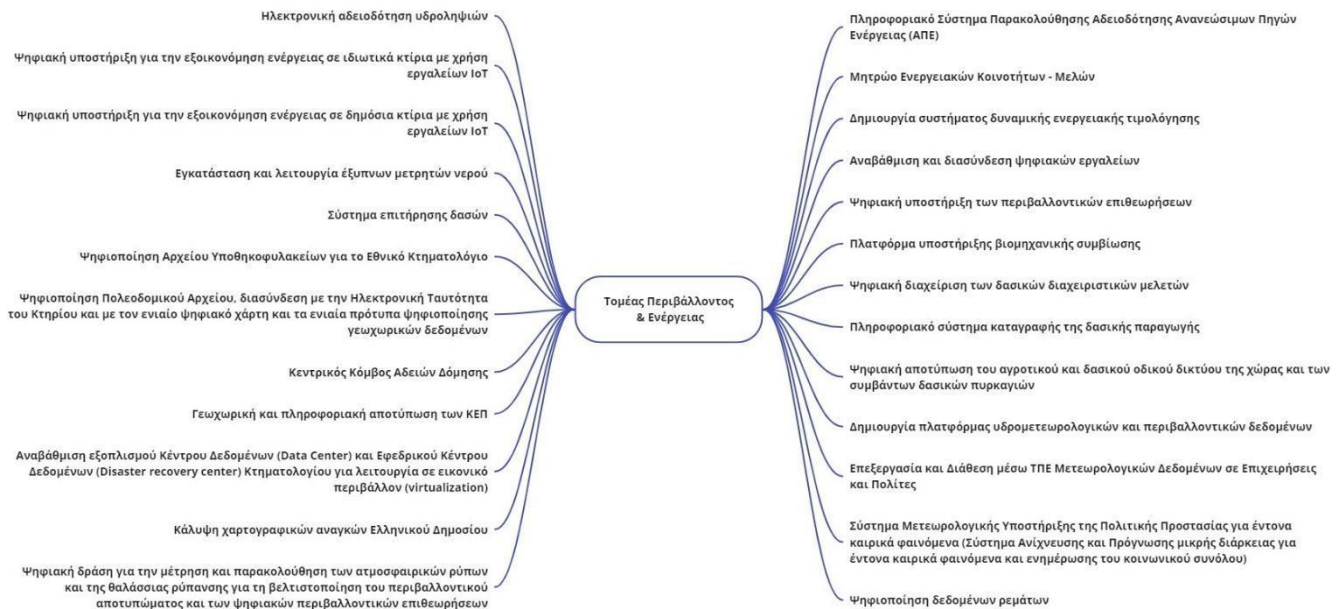 Ηλεκτρονική αδειοδότηση υδροληψιών
Ψηφιακή υποστήριξη για την εξοικονόμηση ενέργειας σε ιδιωτικά κτίρια με χρήση
εργαλείων IoT
Ψηφιακή υποστήριξη για την εξοικονόμηση ενέργειας σε δημόσια κτίρια με χρήση
εργαλείων IoT
Εγκατάσταση και λειτουργία έξυπνων μετρητών νερού
Σύστημα επιτήρησης δασών
Ψηφιοποίηση Αρχείου Υποθηκοφυλακείων για το Εθνικό Κτηματολόγιο
Ψηφιοποίηση Πολεοδομικού Αρχείου, διασύνδεση με την Ηλεκτρονική Ταυτότητα
του Κτηρίου και με τον ενιαίο ψηφιακό χάρτη και τα ενιαία πρότυπα ψηφιοποίησης
γεωχωρικών δεδομένων
Κεντρικός Κόμβος Αδειών Δόμησης
Γεωχωρική και πληροφοριακή αποτύπωση των ΚΕΠ
Αναβάθμιση εξοπλισμού Κέντρου Δεδομένων (Data Center) και Εφεδρικού Κέντρου
Δεδομένων (Disaster recovery center) Κτηματολογίου για λειτουργία σε εικονικό
περιβάλλον (virtualization)
Κάλυψη χαρτογραφικών αναγκών Ελληνικού Δημοσίου
Ψηφιακή δράση για την μέτρηση και παρακολούθηση των ατμοσφαιρικών ρύπων
και της θαλάσσιας ρύπανσης για τη βελτιστοποίηση του περιβαλλοντικού
αποτυπώματος και των ψηφιακών περιβαλλοντικών επιθεωρήσεων
Τομέας Περιβάλλοντος
& Ενέργειας
Πληροφοριακό Σύστημα Παρακολούθησης Αδειοδότησης Ανανεώσιμων Πηγών
Ενέργειας (ΑΠΕ)
Μητρώο Ενεργειακών Κοινοτήτων - Μελών
Δημιουργία συστήματος δυναμικής ενεργειακής τιμολόγησης
Αναβάθμιση και διασύνδεση ψηφιακών εργαλείων
Ψηφιακή υποστήριξη των περιβαλλοντικών επιθεωρήσεων
Πλατφόρμα υποστήριξης βιομηχανικής συμβίωσης
Ψηφιακή διαχείριση των δασικών διαχειριστικών μελετών
Πληροφοριακό σύστημα καταγραφής της δασικής παραγωγής
Ψηφιακή αποτύπωση του αγροτικού και δασικού οδικού δικτύου της χώρας και των
συμβάντων δασικών πυρκαγιών
Δημιουργία πλατφόρμας υδρομετεωρολογικών και περιβαλλοντικών δεδομένων
Επεξεργασία και Διάθεση μέσω ΤΠΕ Μετεωρολογικών Δεδομένων σε Επιχειρήσεις
και Πολίτες
Σύστημα Μετεωρολογικής Υποστήριξης της Πολιτικής Προστασίας για έντονα
καιρικά φαινόμενα (Σύστημα Ανίχνευσης και Πρόγνωσης μικρής διάρκειας για
έντονα καιρικά φαινόμενα και ενημέρωσης του κοινωνικού συνόλου)
Ψηφιοποίηση δεδομένων ρεμάτων